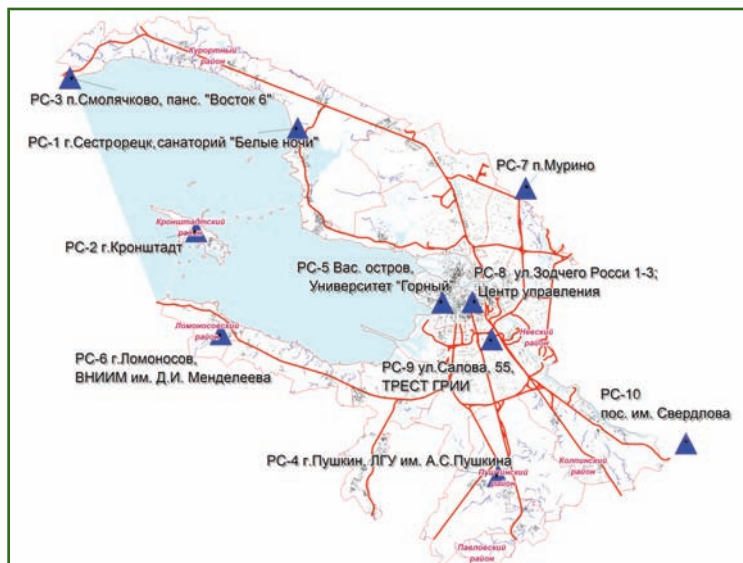 Курортный
район
РС-3 п.Смолячково, панс. "Восток 6"
РС-1 г.Сестрорецк,санаторий "Белые ночи"
РС-7 п.Мурино
Кронштадтский
район
РС-2 г.Кронштадт
РС-5 Вас. остров,
Университет "Горный
РС-8 ул.Зодчего Росси 1-3;
Центр управления
Ломоносовский
район
Невский
район
РС-6 г.Ломоносов,
ВНИИМ им. Д.И. Менделеева
РС-9 ул.Салова, 55,
ТРЕСТ ГРИИ
РС-10
пос. им. Свердлова
РС-4 г.Пушкин, ЛГУ им. А.С.Пушкина
Пушкинский
район
Колпинский
район
Павловский
район